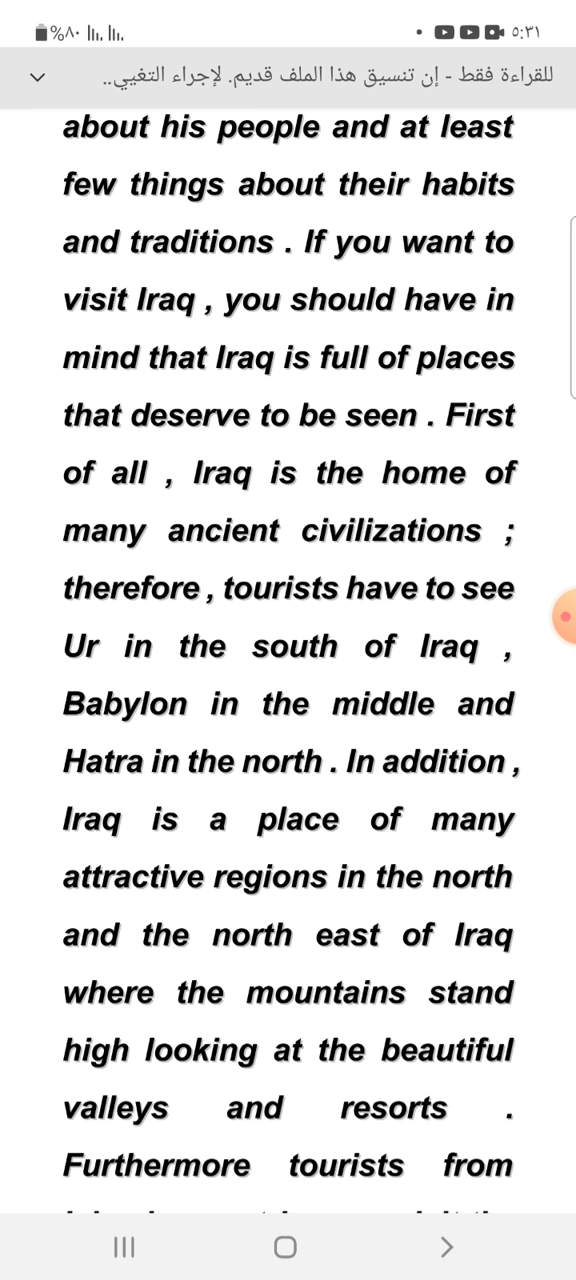 %٨٠ ٥:٣١
للقراءة فقط - إن تنسيق هذا الملف قديم. لإجراء التغيي..
about his people and at least
few things about their habits
and traditions . If you want to
visit Iraq , you should have in
mind that Iraq is full of places
that deserve to be seen . First
of all , Iraq is the home of
many ancient civilizations ;
therefore , tourists have to see
Ur in the south of Iraq ,
Babylon in the middle and
Hatra in the north . In addition ,
Iraq is a place of many
attractive regions in the north
and the north east of Iraq
where the mountains stand
high looking at the beautiful
valleys and resorts .
Furthermore tourists from